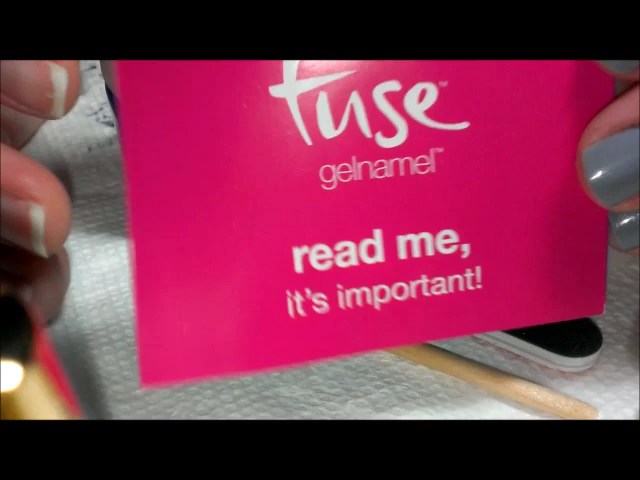 fuse™
gelnamel™
read me,
it's important!